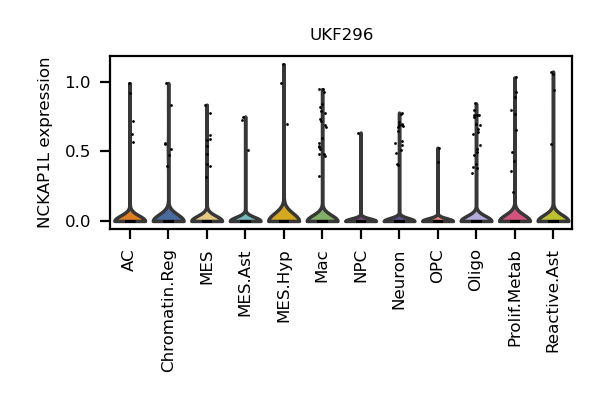 UKF296
NCKAP1L expression
1.0
0.5
0.0
AC
Chromatin.Reg
MES
MES.Ast
MES.Hyp
Mac
NPC
Neuron
OPC
Oligo
Prolif.Metab
Reactive.Ast